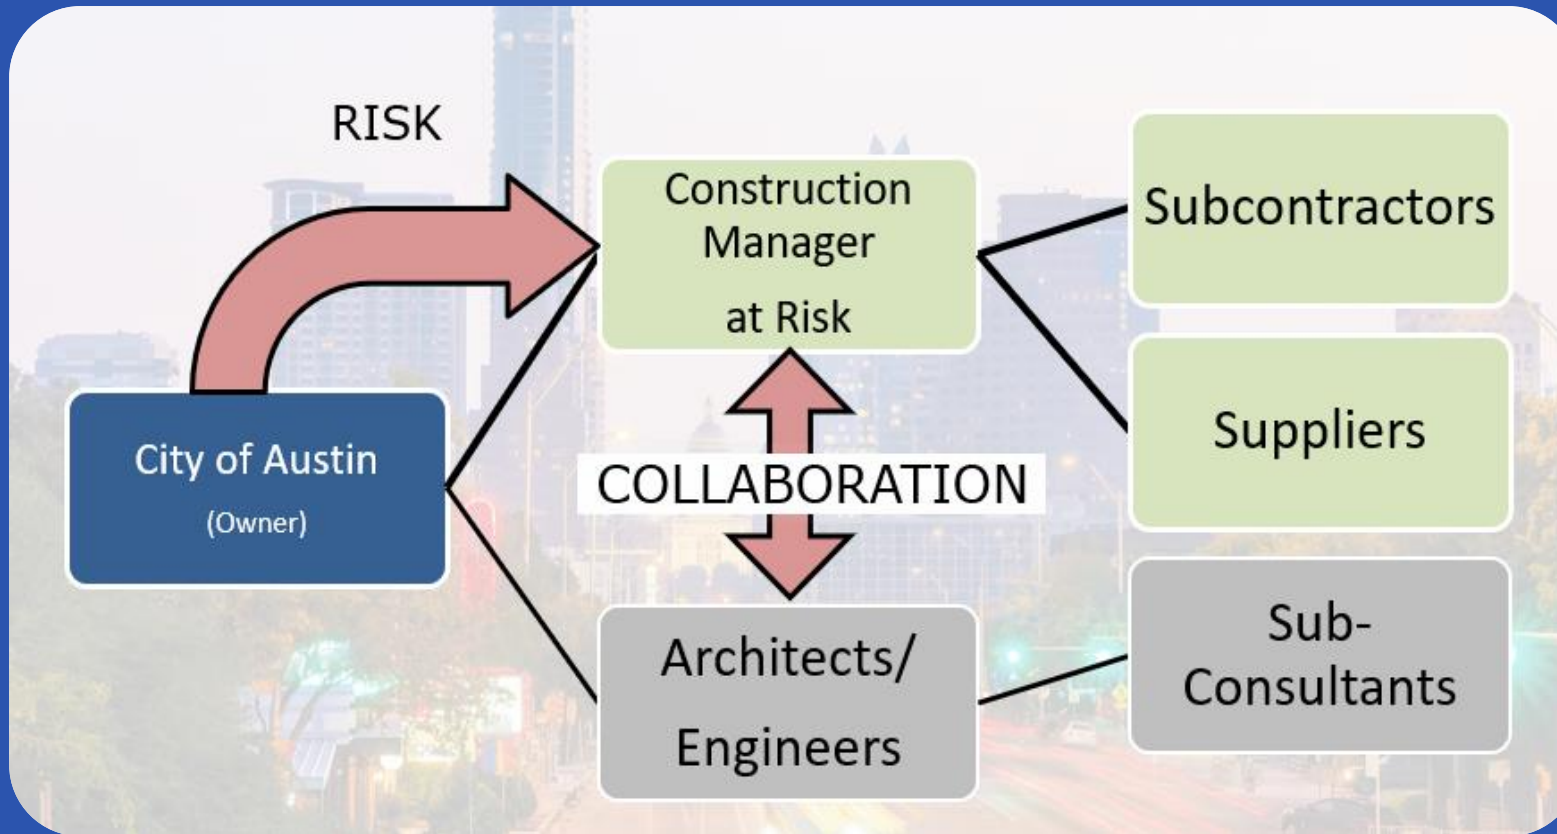 RISK
Construction
Manager
at Risk
Subcontractors
City of Austin
(Owner)
COLLABORATION
Suppliers
Architects/
Engineers
Sub-
Consultants